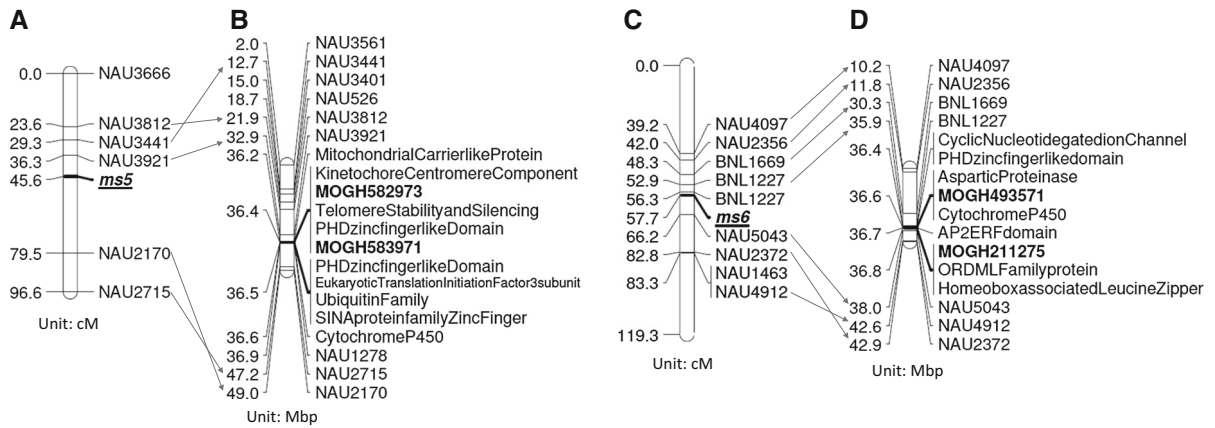 A
0.0 NAU3666
23.6 NAU3812
29.3 NAU3441
36.3 NAU3921
45.6 ms5
79.5 NAU2170
96.6 NAU2715
Unit: cM
B
2.0 NAU3561
12.7 NAU3441
15.0 NAU3401
18.7 NAU526
21.9 NAU3812
32.9 NAU3921
36.2 MitochondrialCarrierlikeProtein
KinetochoreCentromereComponent
MOGH582973
36.4 TelomereStabilityandSilencing
PHDzincfingerlikeDomain
MOGH583971
PHDzincfingerlikeDomain
EukaryoticTranslationInitiationFactor3subunit
36.5 UbiquitinFamily
SINAproteinfamilyZincFinger
36.6 CytochromeP450
36.9 NAU1278
47.2 NAU2715
49.0 NAU2170
Unit: Mbp
C
0.0
39.2 NAU4097
42.0 NAU2356
48.3 BNL1669
52.9 BNL1227
56.3 BNL1227
57.7 ms6
66.2 NAU5043
82.8 NAU2372
83.3 NAU1463
NAU4912
119.3
Unit: cM
D
10.2 NAU4097
11.8 NAU2356
30.3 BNL1669
35.9 BNL1227
CyclicNucleotidegatedionChannel
36.4 PHDzincfingerlikedomain
AsparticProteinase
36.6 MOGH493571
CytochromeP450
36.7 AP2ERFdomain
MOGH211275
36.8 ORDMLFamilyprotein
HomeoboxassociatedLeucineZipper
38.0 NAU5043
42.6 NAU4912
42.9 NAU2372
Unit: Mbp